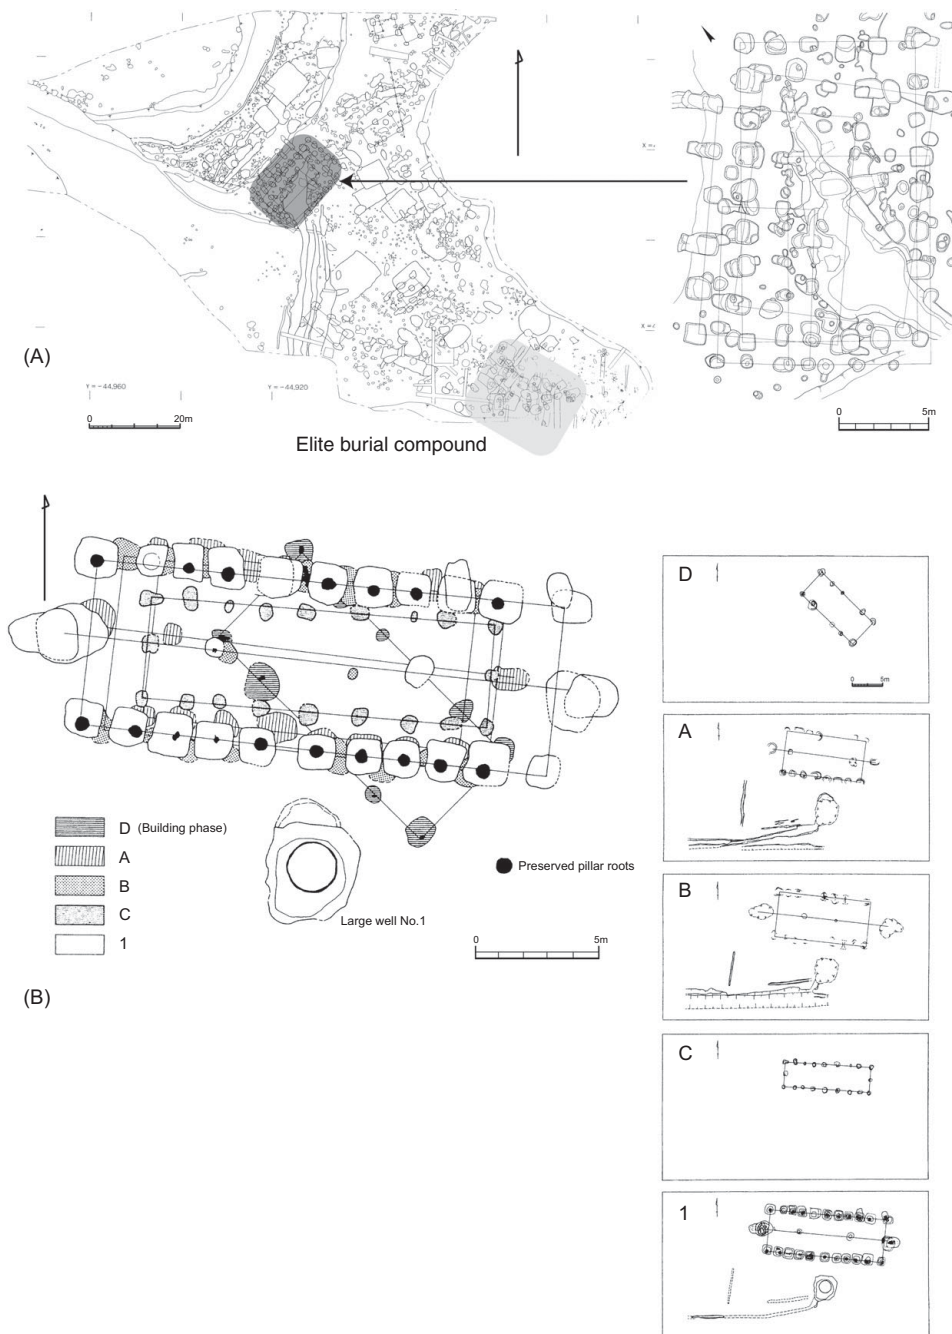 (A)
Y = −44,960
Y = −44,920
0
20m
Elite burial compound
0
5m
D (Building phase)
A
B
C
1
Large well No.1
Preserved pillar roots
0
5m
(B)
D
0
5m
A
B
C
1